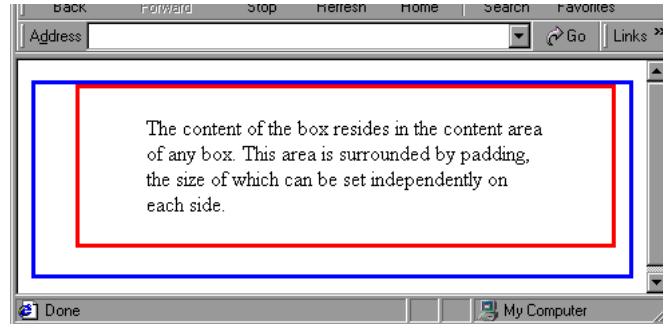 Back Forward Stop Refresh Home Search Favorites
Address Go Links »
The content of the box resides in the content area
of any box. This area is surrounded by padding,
the size of which can be set independently on
each side.
Done My Computer